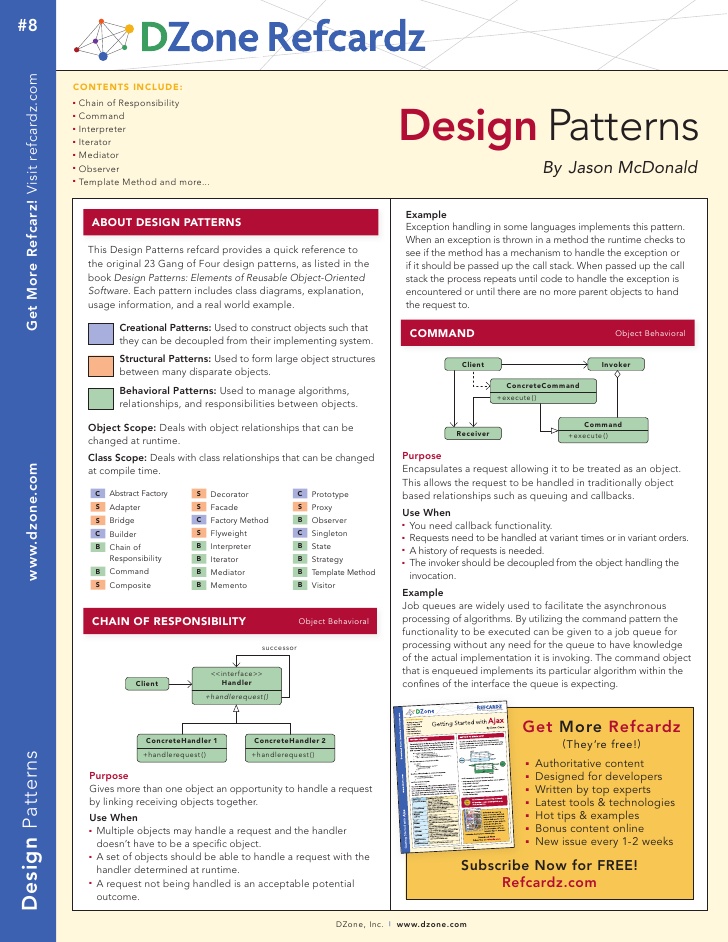 #8
Get More Refcarz! Visit refcardz.com
www.dzone.com
Design Patterns
DZone Refcardz
CONTENTS INCLUDE:
• Chain of Responsibility
• Command
• Interpreter
• Iterator
• Mediator
• Observer
• Template Method and more...
Design Patterns
By Jason McDonald
ABOUT DESIGN PATTERNS
This Design Patterns refcard provides a quick reference to
the original 23 Gang of Four design patterns, as listed in the
book Design Patterns: Elements of Reusable Object-Oriented
Software. Each pattern includes class diagrams, explanation,
usage information, and a real world example.
Creational Patterns: Used to construct objects such that
they can be decoupled from their implementing system.
Structural Patterns: Used to form large object structures
between many disparate objects.
Behavioral Patterns: Used to manage algorithms,
relationships, and responsibilities between objects.
Object Scope: Deals with object relationships that can be
changed at runtime.
Class Scope: Deals with class relationships that can be changed
at compile time.
C Abstract Factory
S Adapter
S Bridge
C Builder
B Chain of
Responsibility
B Command
S Composite
S Decorator
S Facade
C Factory Method
S Flyweight
B Interpreter
B Iterator
B Mediator
B Memento
C Prototype
S Proxy
B Observer
C Singleton
B State
B Strategy
B Template Method
B Visitor
CHAIN OF RESPONSIBILITY Object Behavioral
successor
Client
<<interface>>
Handler
+handlerequest()
ConcreteHandler 1
+handlerequest()
ConcreteHandler 2
+handlerequest()
Purpose
Gives more than one object an opportunity to handle a request
by linking receiving objects together.
Use When
• Multiple objects may handle a request and the handler
doesn't have to be a specific object.
• A set of objects should be able to handle a request with the
handler determined at runtime.
• A request not being handled is an acceptable potential
outcome.
Example
Exception handling in some languages implements this pattern.
When an exception is thrown in a method the runtime checks to
see if the method has a mechanism to handle the exception or
if it should be passed up the call stack. When passed up the call
stack the process repeats until code to handle the exception is
encountered or until there are no more parent objects to hand
the request to.
COMMAND Object Behavioral
Client
Invoker
ConcreteCommand
+execute()
Command
+execute()
Receiver
Purpose
Encapsulates a request allowing it to be treated as an object.
This allows the request to be handled in traditionally object
based relationships such as queuing and callbacks.
Use When
• You need callback functionality.
• Requests need to be handled at variant times or in variant orders.
• A history of requests is needed.
• The invoker should be decoupled from the object handling the
invocation.
Example
Job queues are widely used to facilitate the asynchronous
processing of algorithms. By utilizing the command pattern the
functionality to be executed can be given to a job queue for
processing without any need for the queue to have knowledge
of the actual implementation it is invoking. The command object
that is enqueued implements its particular algorithm within the
confines of the interface the queue is expecting.
DZone REFCARDZ
Getting Started with Ajax
Get More Refcardz
(They're free!)
▪ Authoritative content
▪ Designed for developers
▪ Written by top experts
▪ Latest tools & technologies
▪ Hot tips & examples
▪ Bonus content online
▪ New issue every 1-2 weeks
Subscribe Now for FREE!
Refcardz.com
DZone, Inc. | www.dzone.com